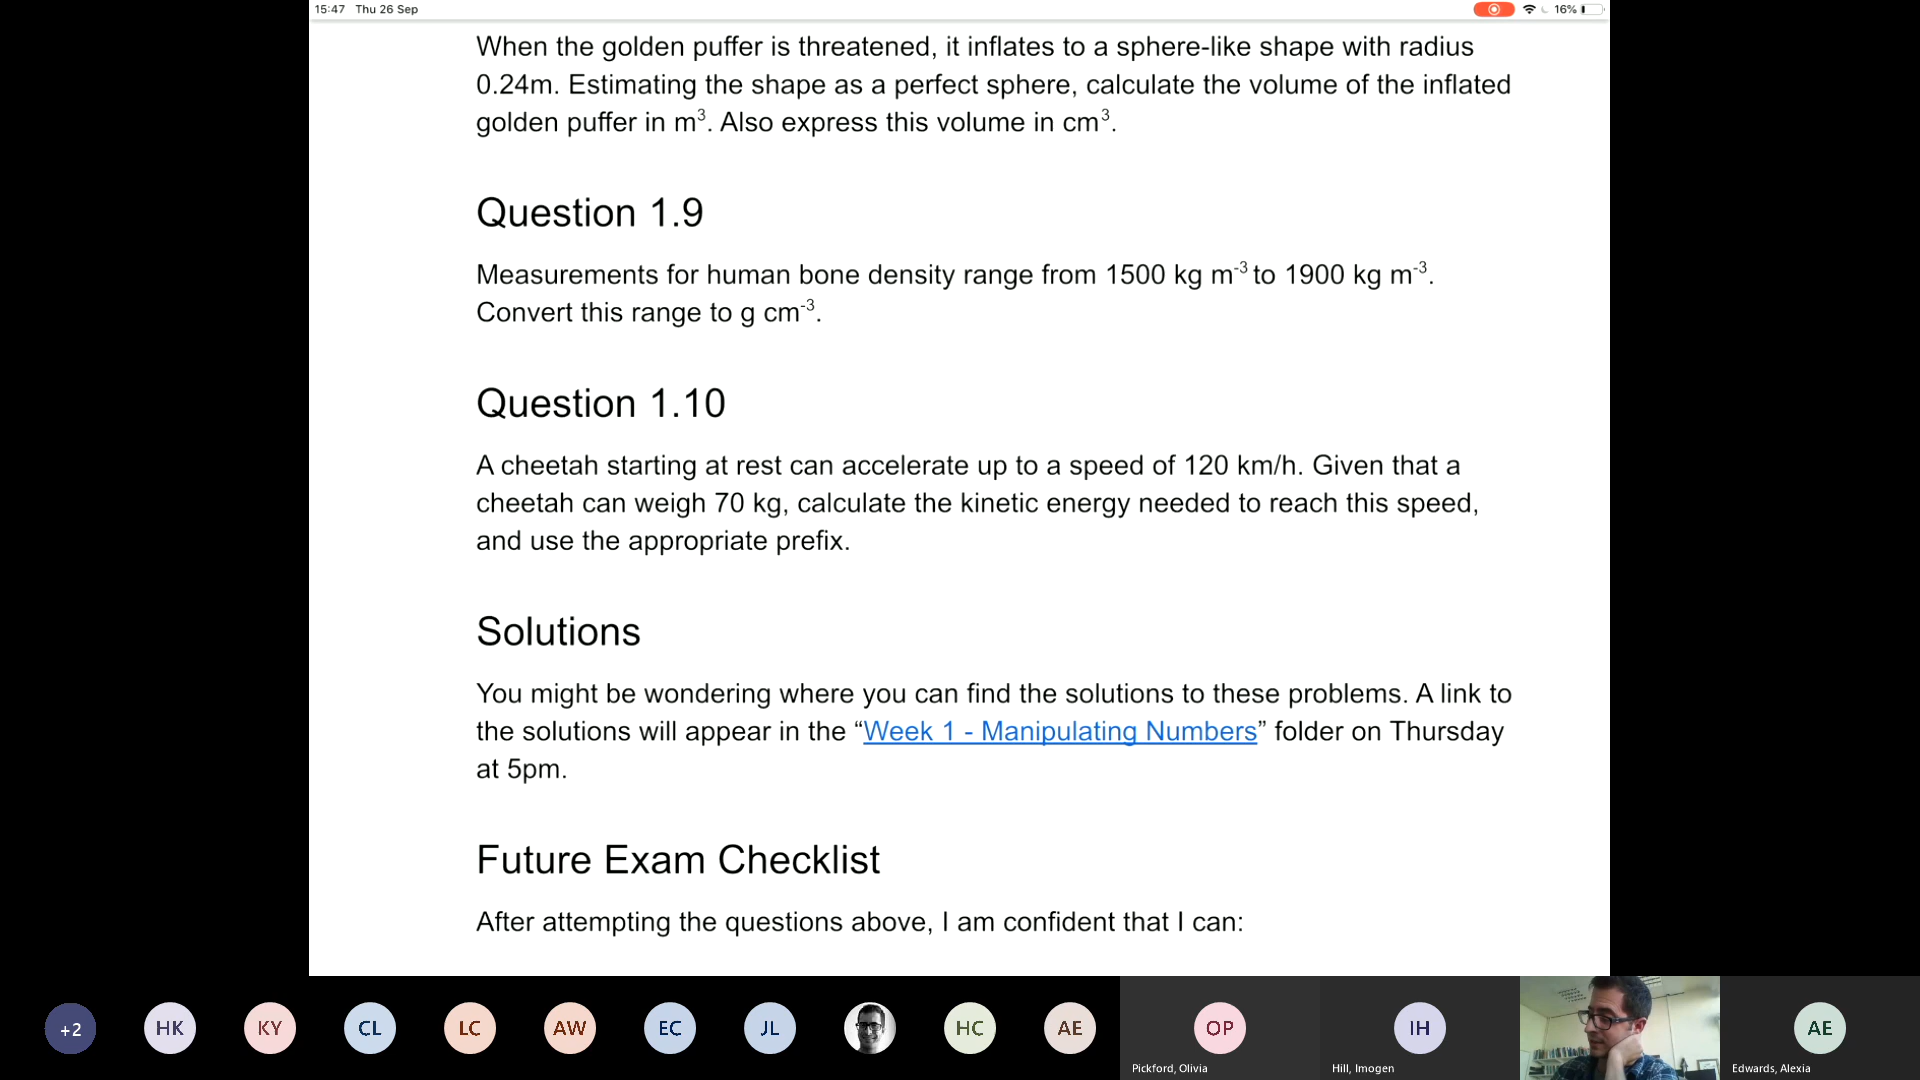 15:47 Thu 26 Sep 16%
When the golden puffer is threatened, it inflates to a sphere-like shape with radius
0.24m. Estimating the shape as a perfect sphere, calculate the volume of the inflated
golden puffer in m³. Also express this volume in cm³.
Question 1.9
Measurements for human bone density range from 1500 kg m⁻³ to 1900 kg m⁻³.
Convert this range to g cm⁻³.
Question 1.10
A cheetah starting at rest can accelerate up to a speed of 120 km/h. Given that a
cheetah can weigh 70 kg, calculate the kinetic energy needed to reach this speed,
and use the appropriate prefix.
Solutions
You might be wondering where you can find the solutions to these problems. A link to
the solutions will appear in the “Week 1 - Manipulating Numbers” folder on Thursday
at 5pm.
Future Exam Checklist
After attempting the questions above, I am confident that I can:
+2 HK KY CL LC AW EC JL HC AE OP IH AE
Pickford, Olivia Hill, Imogen Edwards, Alexia